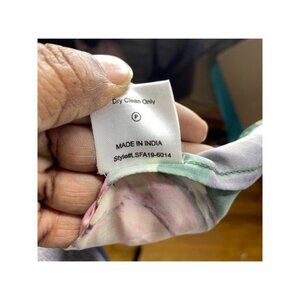 Dry Clean Only
P
MADE IN INDIA
Style#LSFA19-6014